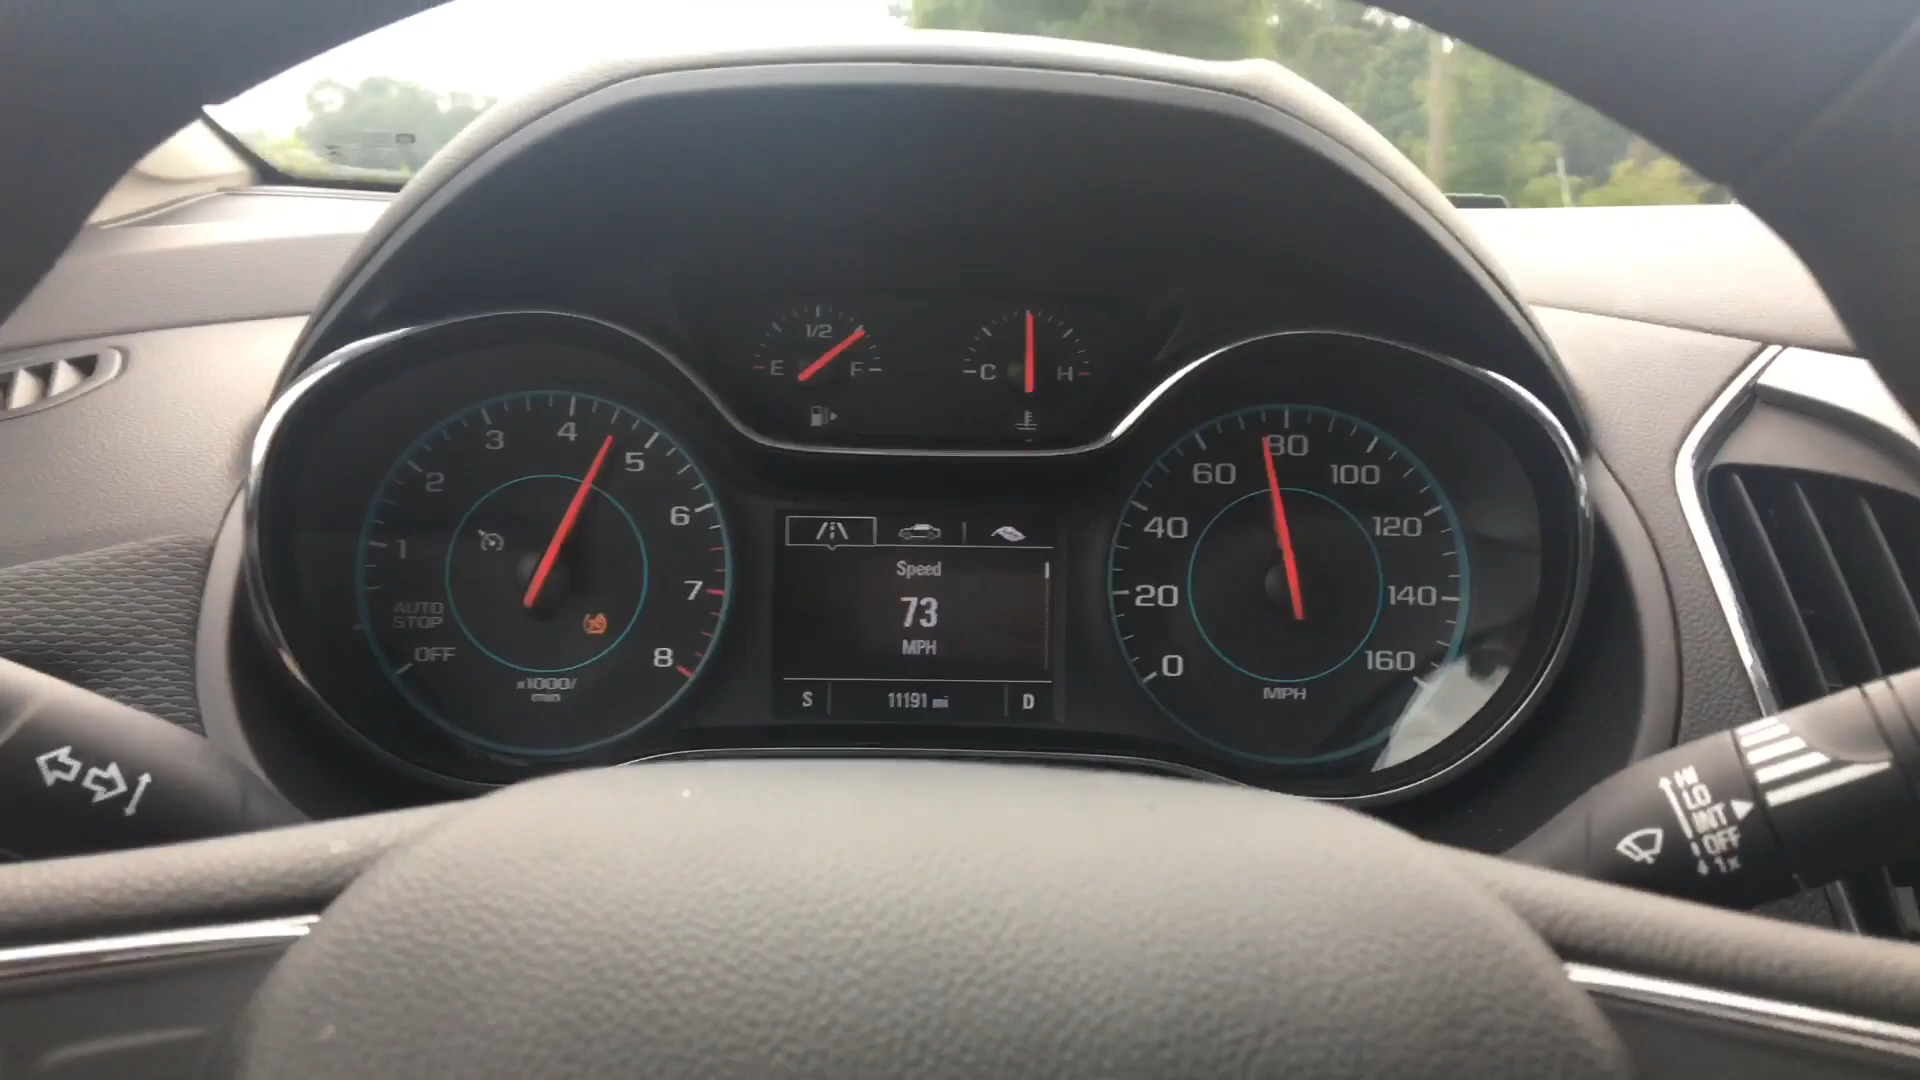 1/2
E F
C H
OFF
AUTO
STOP
1
2
3
4
5
6
7
8
x1000/
min
Speed
73
MPH
S 11191 mi D
0
20
40
60
80
100
120
140
160
MPH
HI
LO
INT
OFF
1x